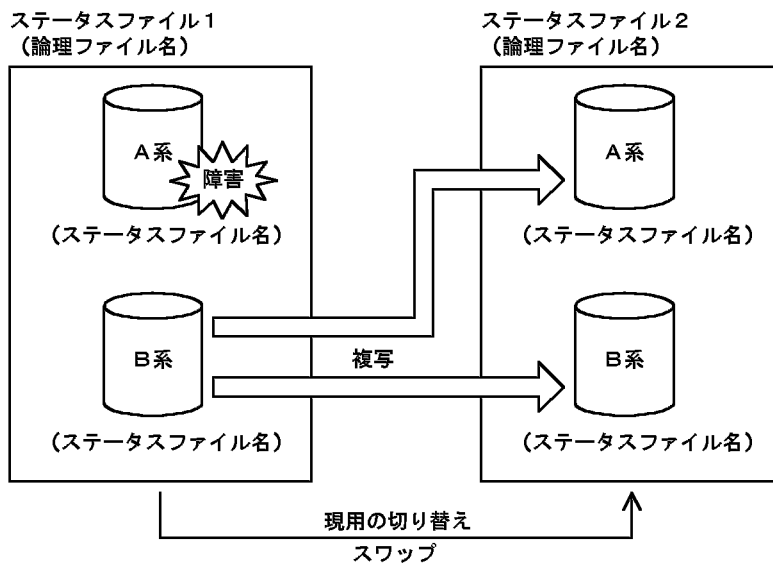 ステータスファイル１
（論理ファイル名）
A系
障害
（ステータスファイル名）
B系
（ステータスファイル名）
複写
ステータスファイル２
（論理ファイル名）
A系
（ステータスファイル名）
B系
（ステータスファイル名）
現用の切り替え
スワップ